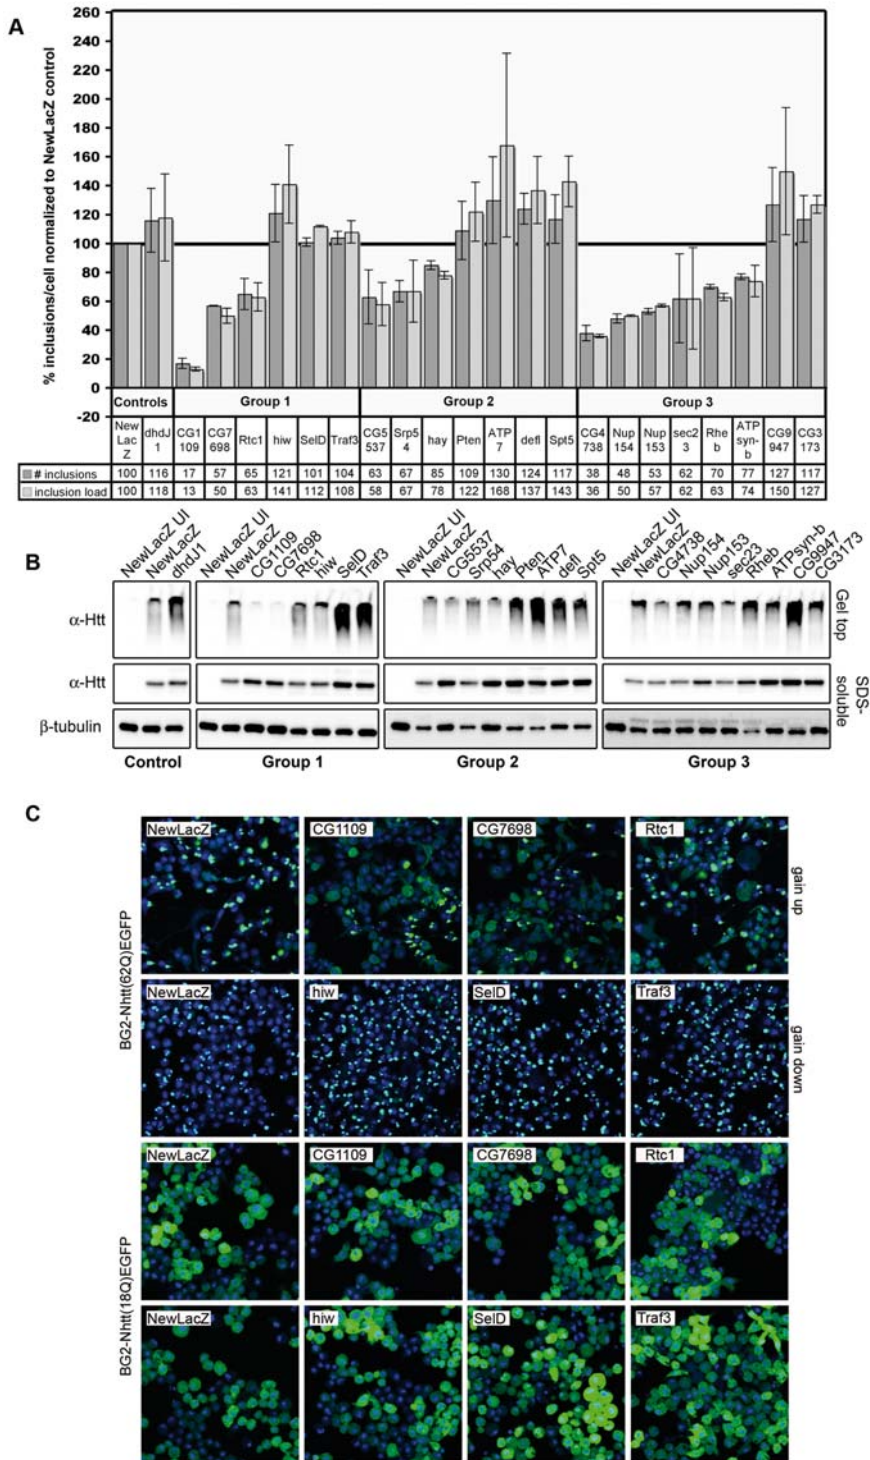 A
% inclusions/cell normalized to NewLacZ control
260
240
220
200
180
160
140
120
100
80
60
40
20
0
-20
Controls Group 1 Group 2 Group 3
New Lac Z dhdJ 1 CG1 109 CG7 698 Rtc1 hiw SelD Traf3 CG5 537 Srp5 4 hay Pten ATP 7 defl Spt5 CG4 738 Nup 154 Nup 153 sec2 3 Rhe b ATP syn-b CG9 947 CG3 173
# inclusions 100 116 17 57 65 121 101 104 63 67 85 109 130 124 117 38 48 53 62 70 77 127 117
inclusion load 100 118 13 50 63 141 112 108 58 67 78 122 168 137 143 36 50 57 62 63 74 150 127
B
NewLacZ UI NewLacZ dhdJ1 NewLacZ UI NewLacZ CG1109 CG7698 Rtc1 hiw SelD Traf3 NewLacZ UI NewLacZ CG5537 Srp54 hay Pten ATP7 defl Spt5 NewLacZ UI NewLacZ CG4738 Nup154 Nup153 sec23 Rheb ATPsyn-b CG9947 CG3173
α-Htt Gel top
α-Htt SDS-soluble
β-tubulin
Control Group 1 Group 2 Group 3
C
BG2-Nhtt(62Q)EGFP
NewLacZ CG1109 CG7698 Rtc1
gain up
NewLacZ hiw SelD Traf3
gain down
BG2-Nhtt(18Q)EGFP
NewLacZ CG1109 CG7698 Rtc1
NewLacZ hiw SelD Traf3